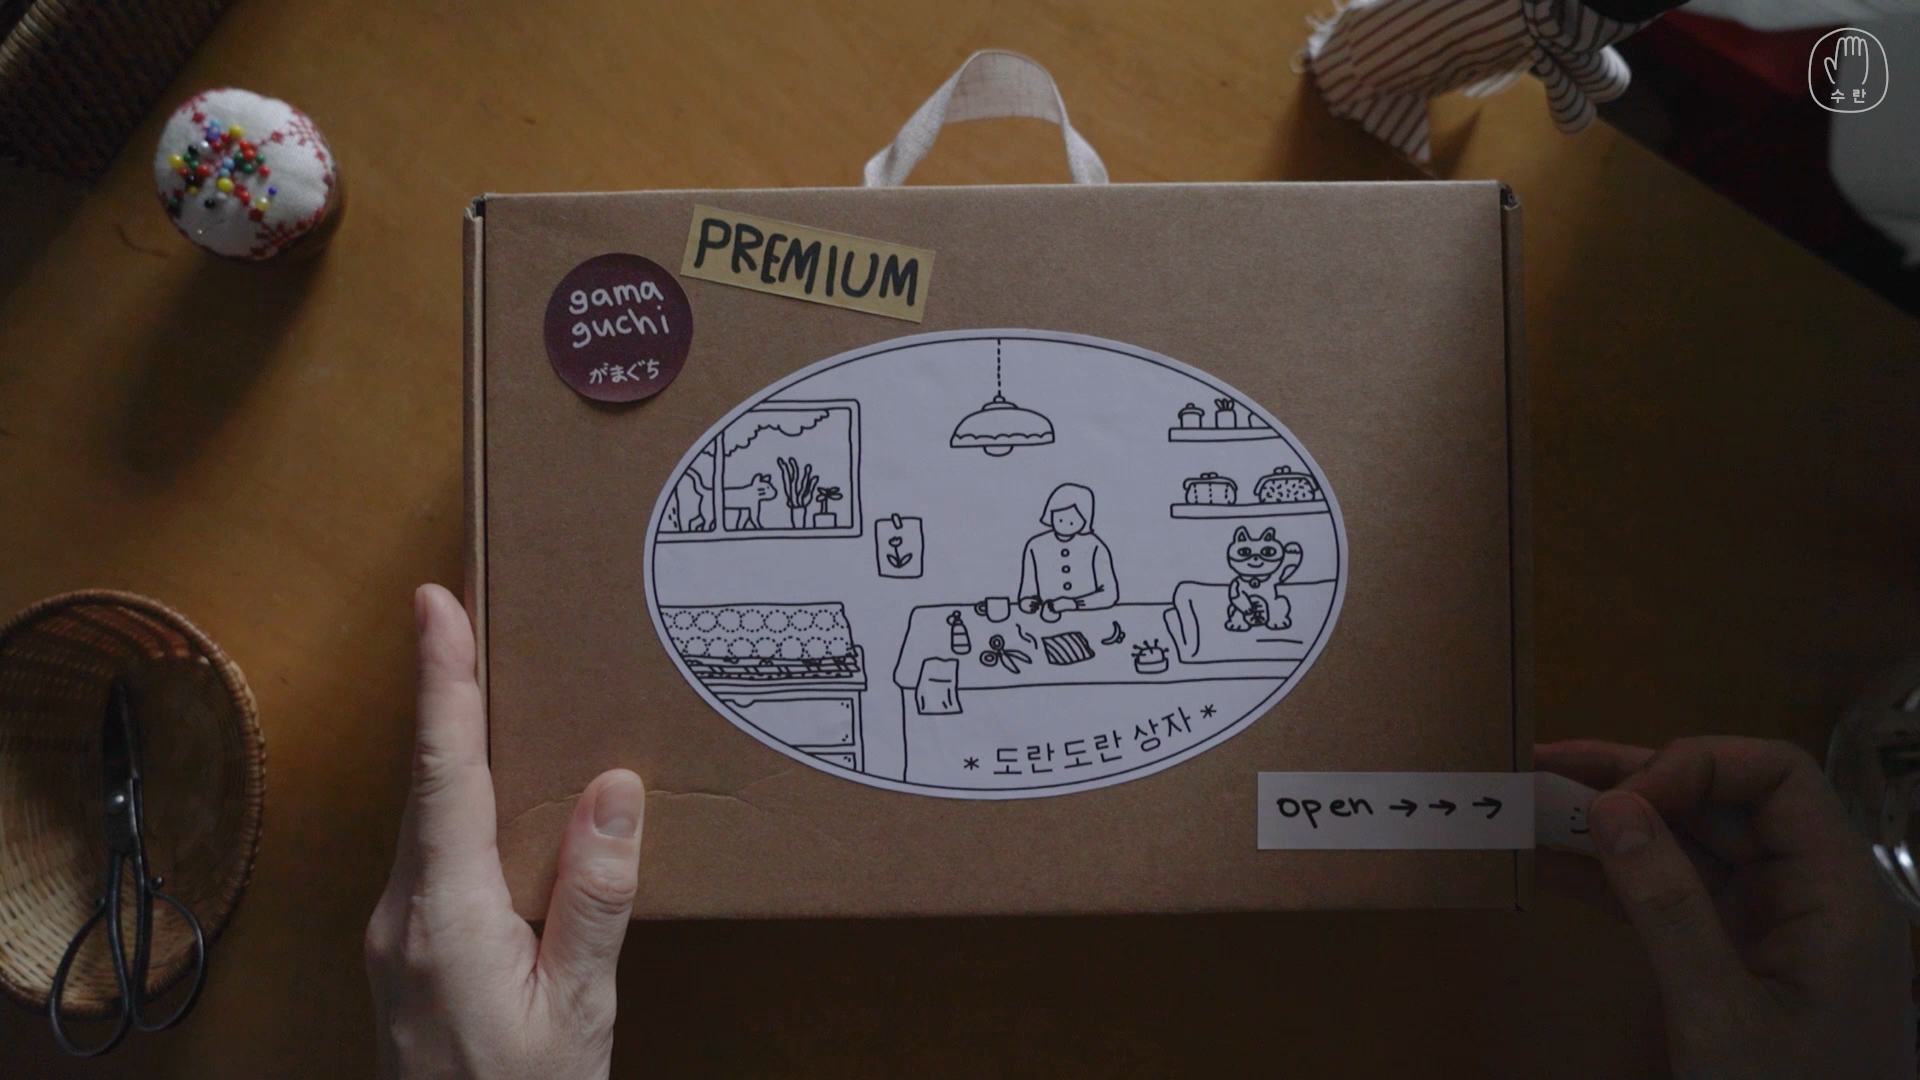 수란
PREMIUM
gama
guchi
がまぐち
* 도란도란 상자 *
open → → →